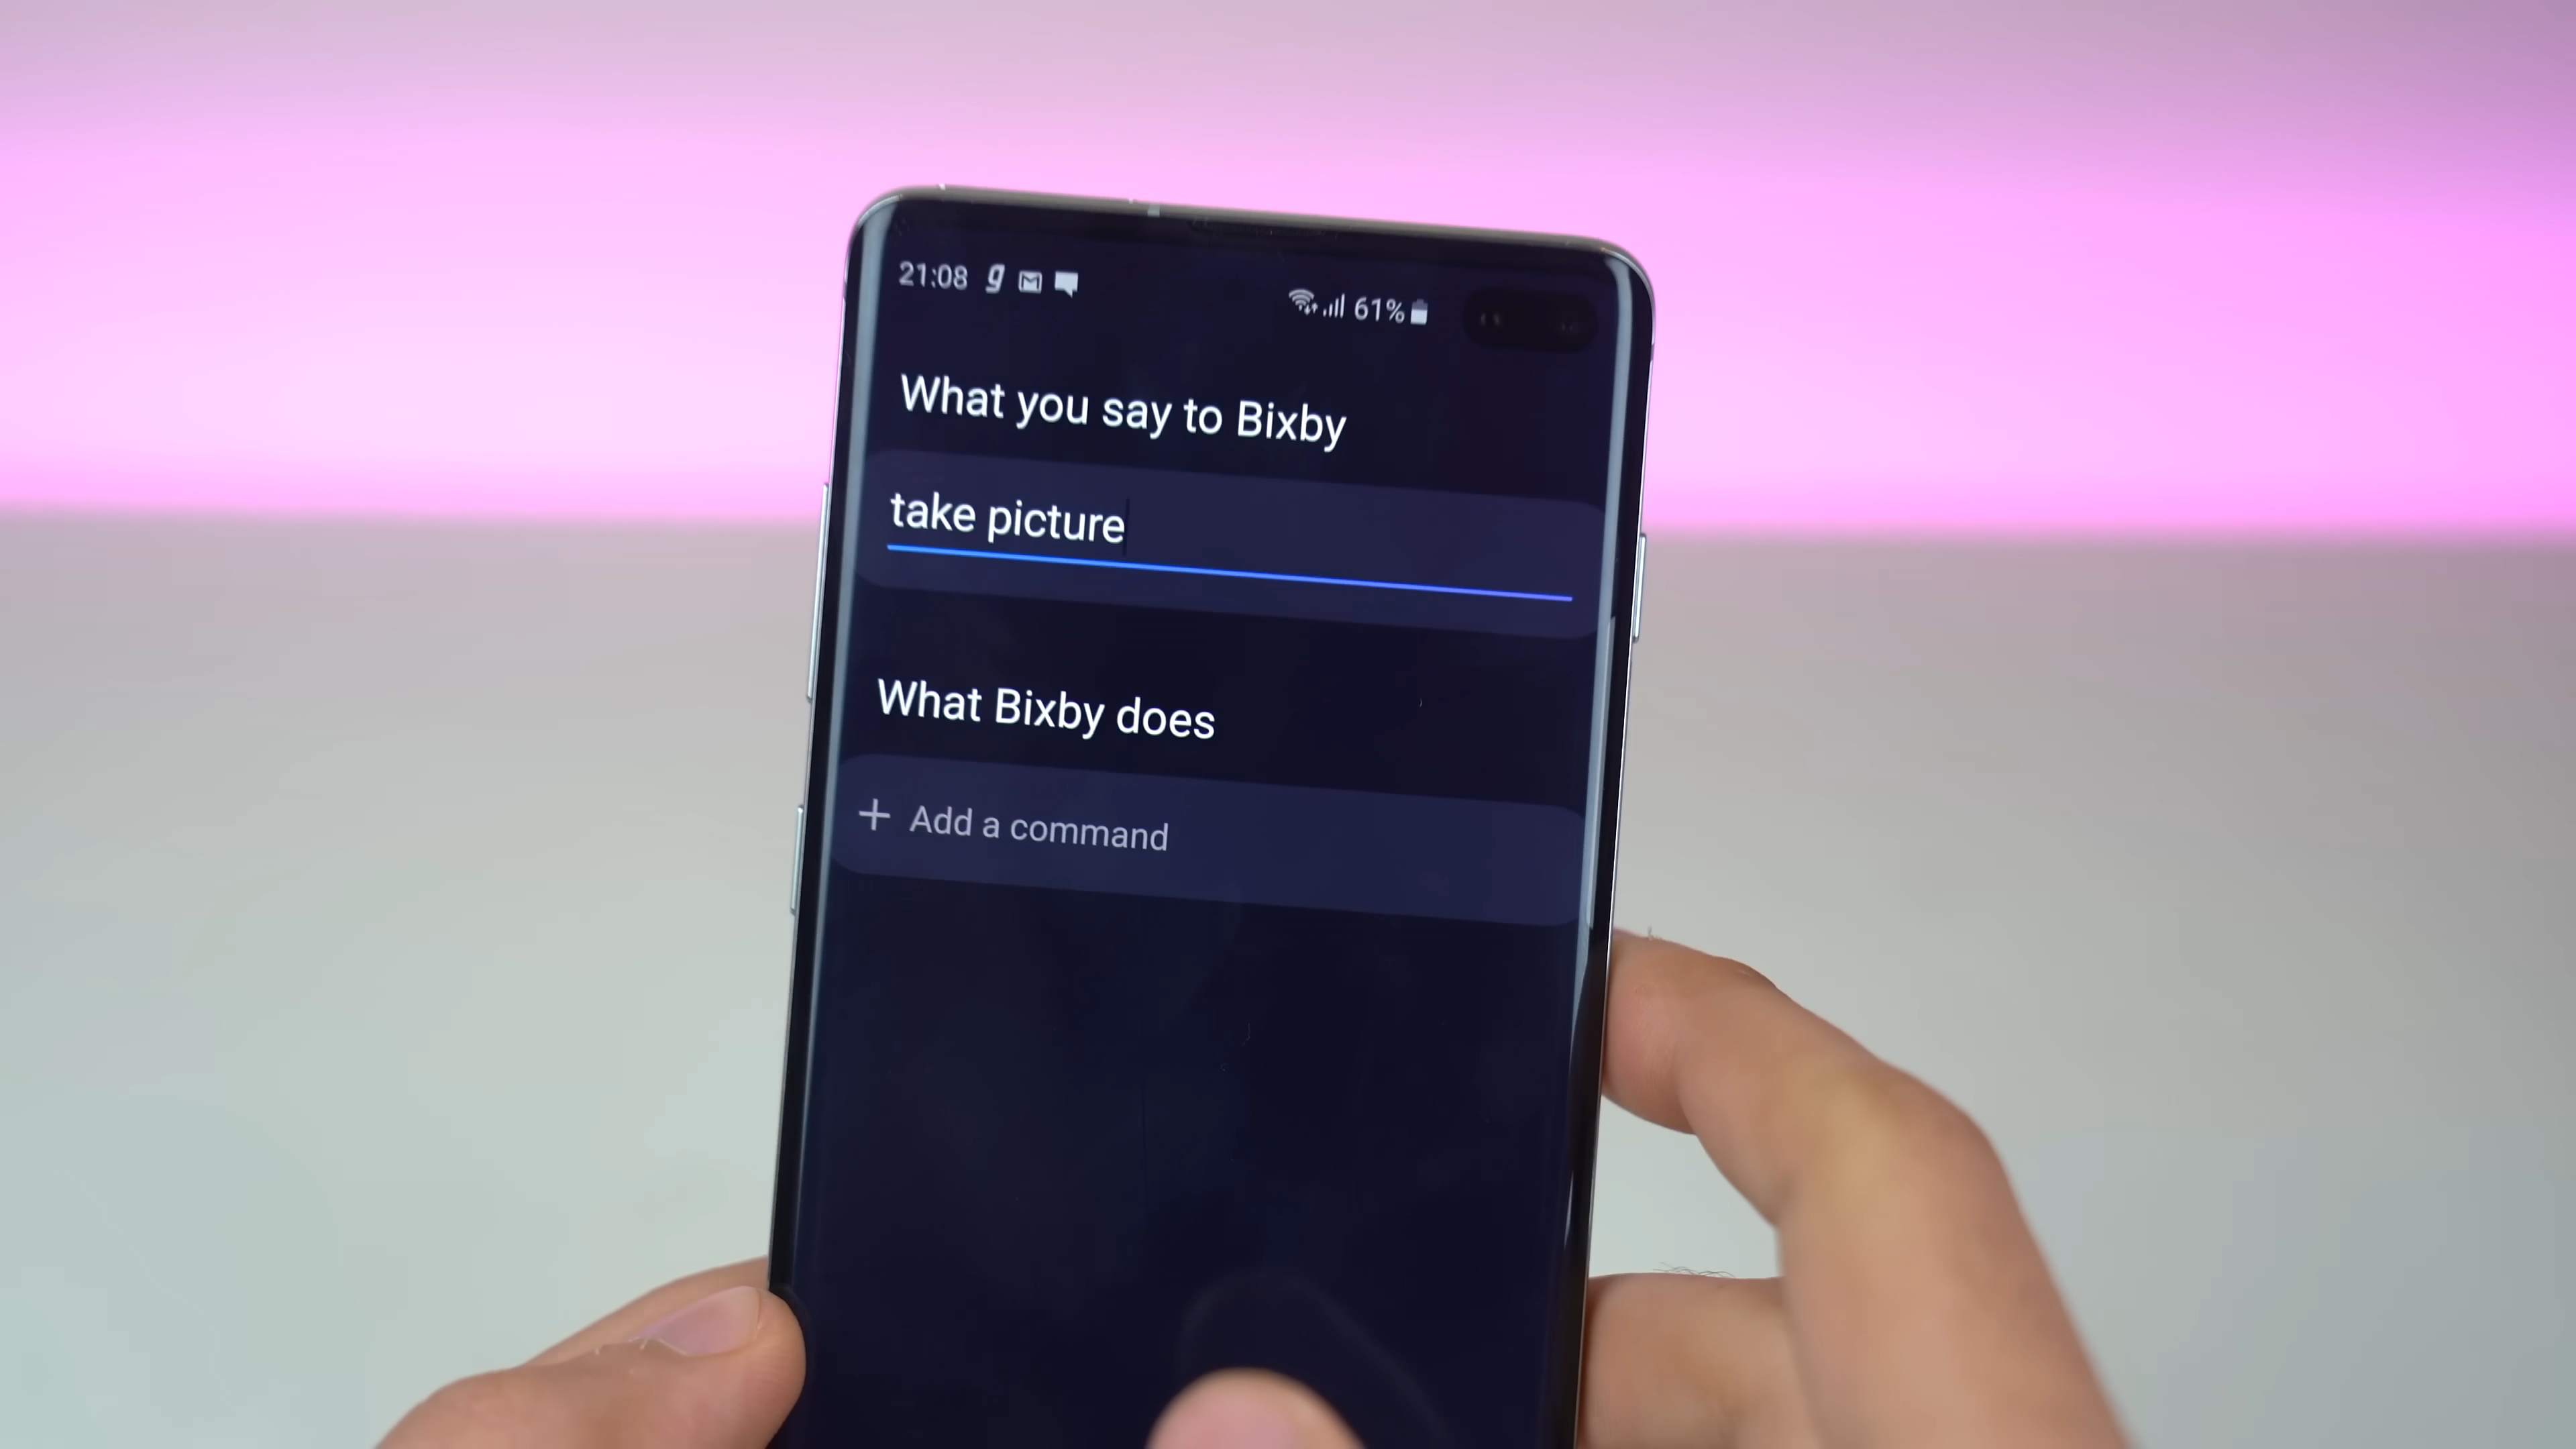 21:08 g 61%
What you say to Bixby
take picture
What Bixby does
+ Add a command